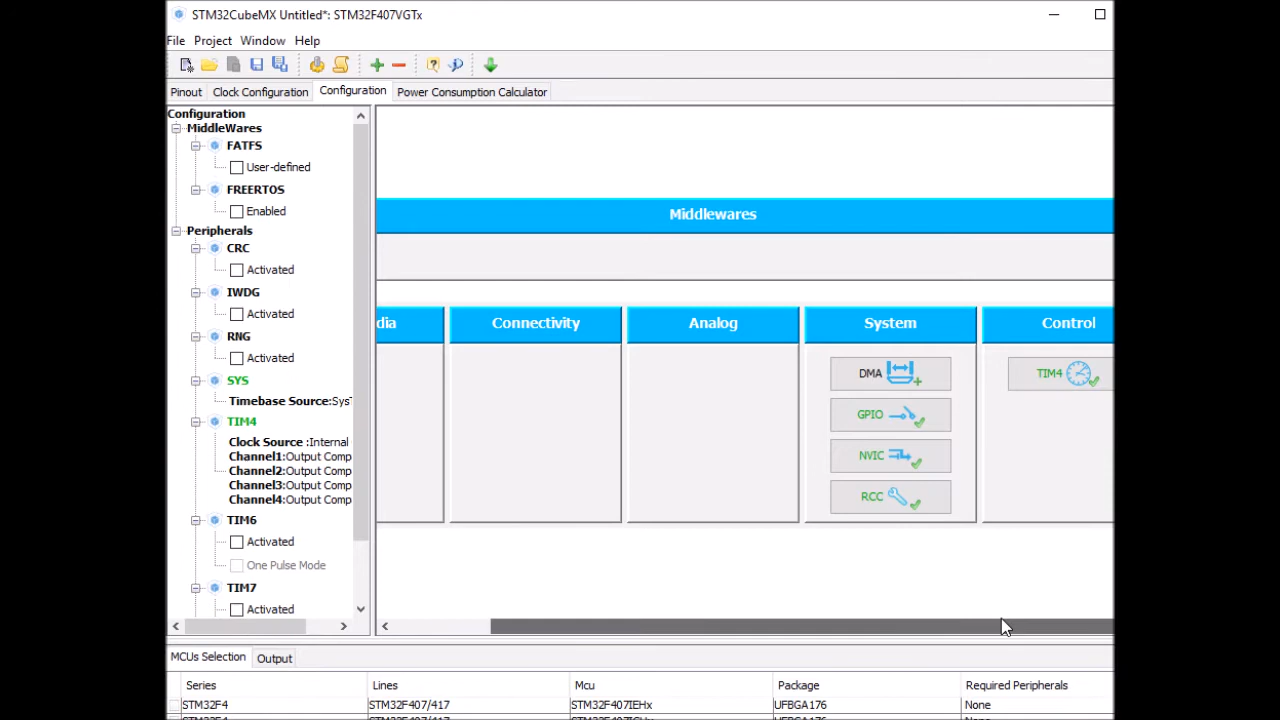 STM32CubeMX Untitled*: STM32F407VGTx
File Project Window Help
Pinout Clock Configuration Configuration Power Consumption Calculator
Configuration
MiddleWares
FATFS
User-defined
FREERTOS
Enabled
Peripherals
CRC
Activated
IWDG
Activated
RNG
Activated
SYS
Timebase Source:Sys
TIM4
Clock Source :Internal
Channel1:Output Comp
Channel2:Output Comp
Channel3:Output Comp
Channel4:Output Comp
TIM6
Activated
One Pulse Mode
TIM7
Activated
Middlewares
dia Connectivity Analog System Control
DMA TIM4
GPIO
NVIC
RCC
MCUs Selection Output
Series Lines Mcu Package Required Peripherals
STM32F4 STM32F407/417 STM32F407IEHx UFBGA176 None